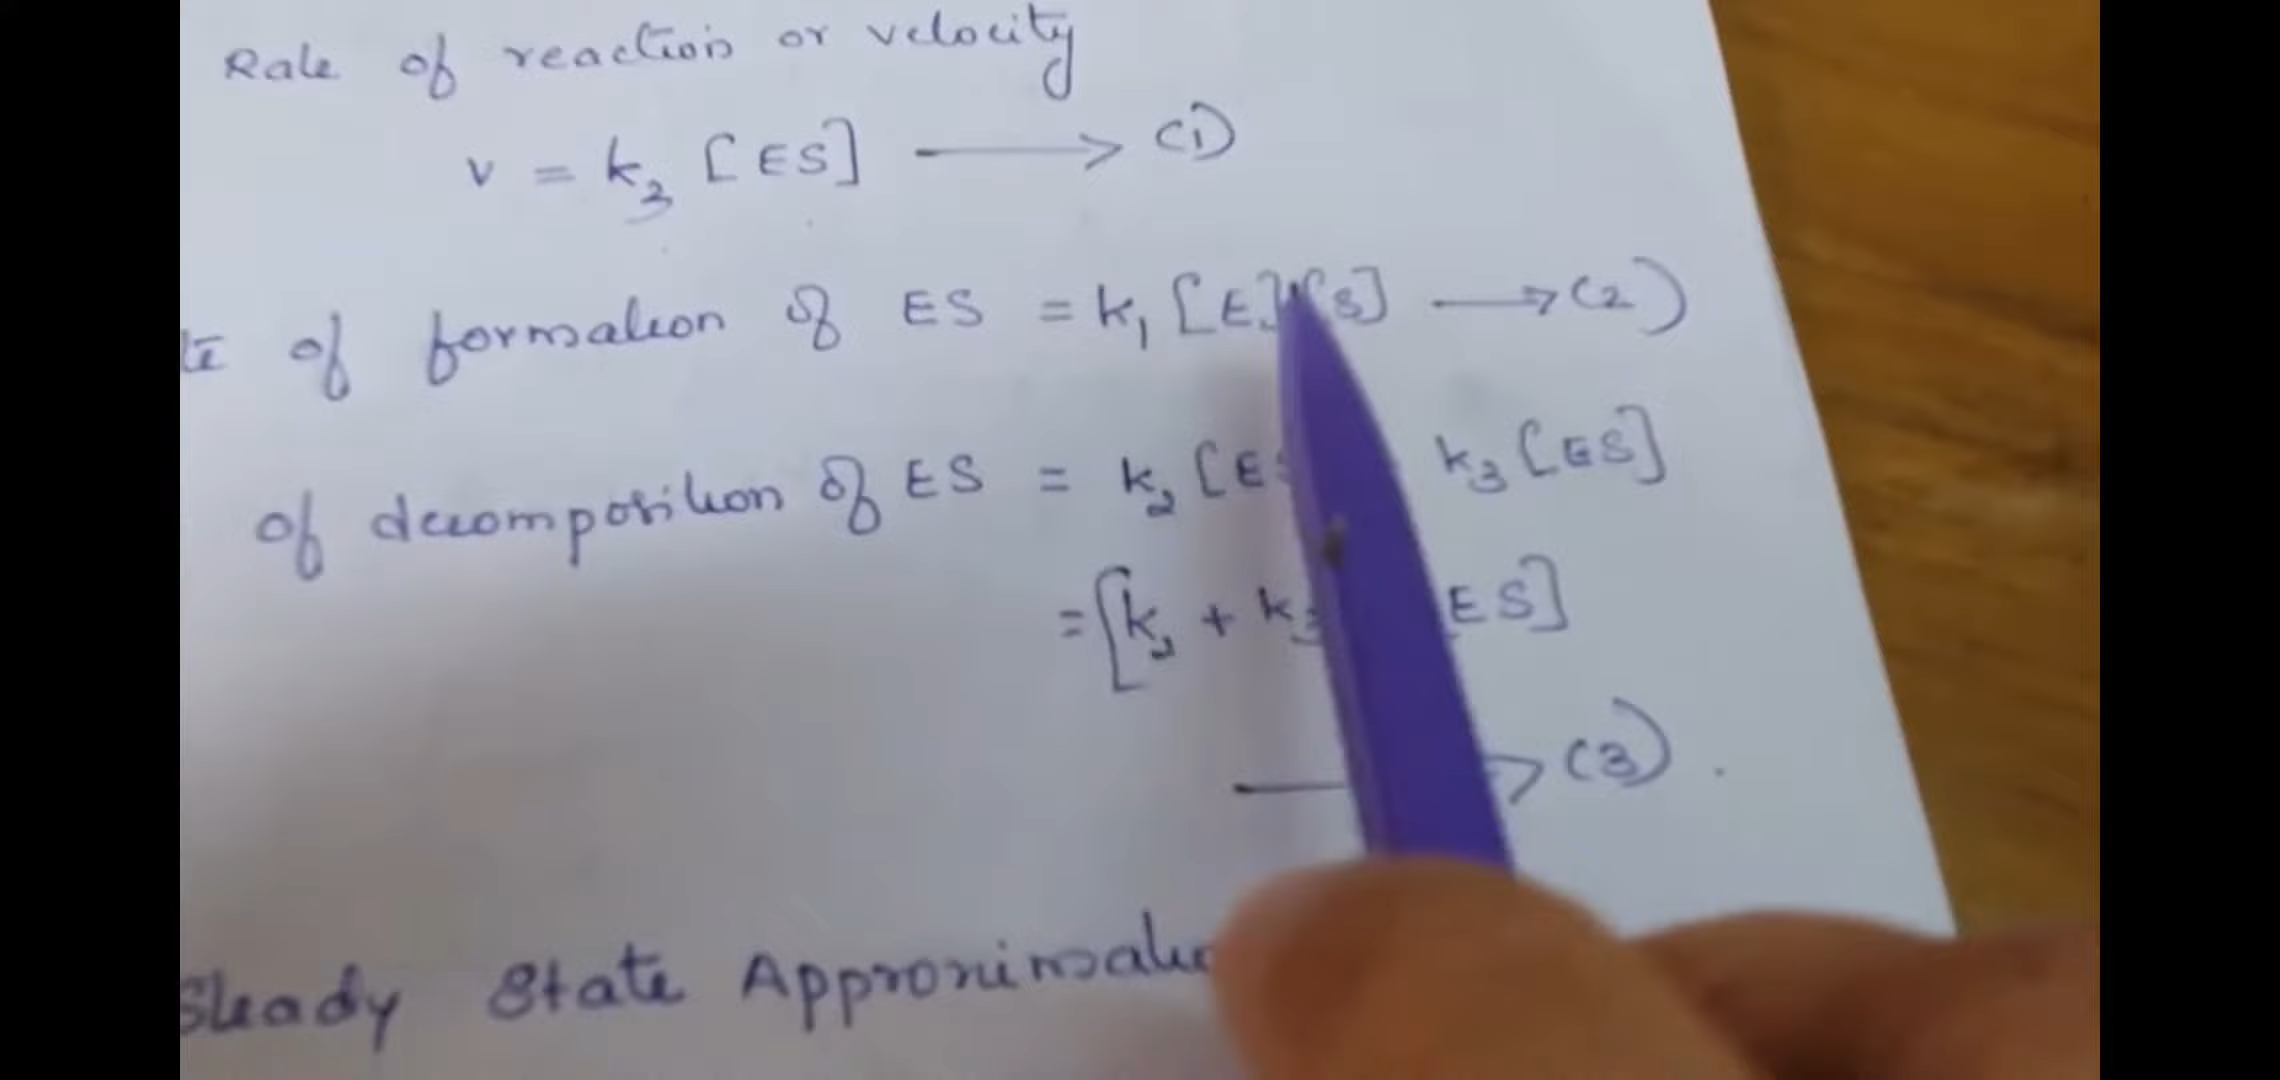 Rate of reaction or velocity
v = k₃ [ES] ⟶ (1)
of formation of ES = k₁ [E][S] ⟶ (2)
of decomposition of ES = k₂ [E k₃ [ES]
= [k₂ + k₃ ES]
⟶ (3).
Steady State